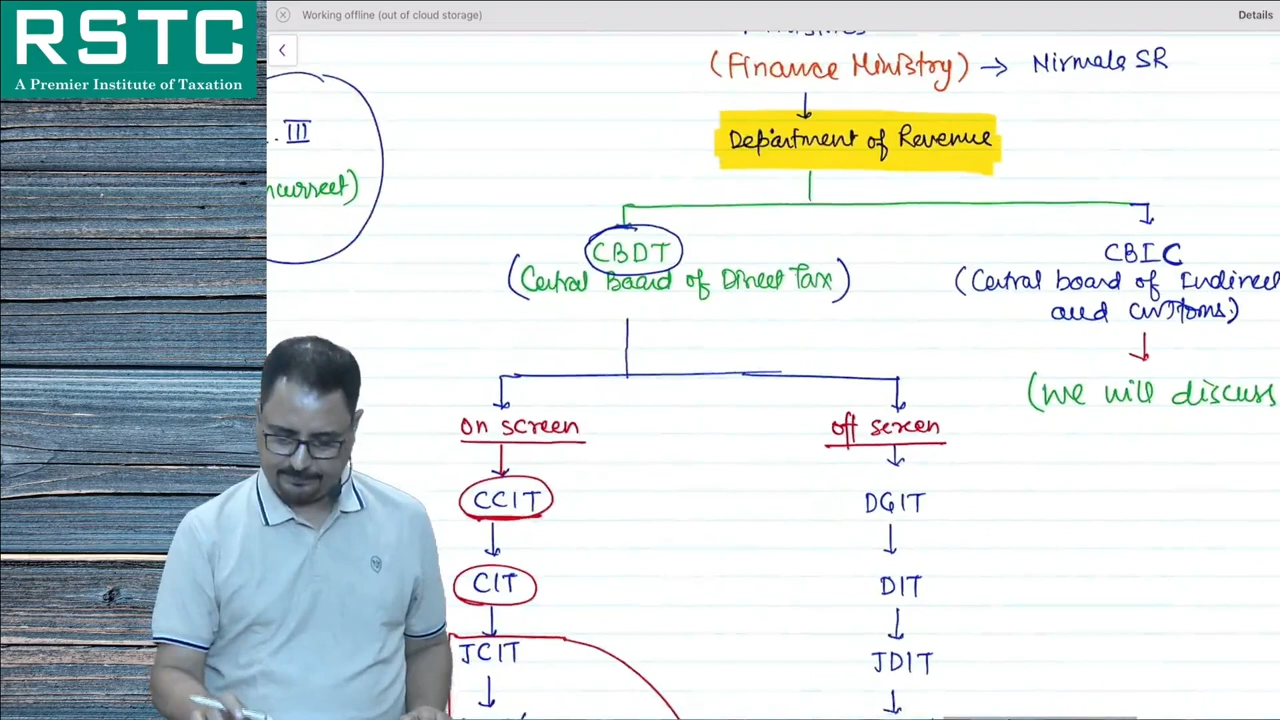 Working offline (out of cloud storage)
Details
RSTC
A Premier Institute of Taxation
(Finance Ministry) → Nirmala SR
Department of Revenue
. III
ncurrect)
CBDT
(Central Board of Direct Tax)
CBIC
(Central board of Indirect
and customs)
(we will discuss
on screen
off screen
CCIT
DGIT
CIT
DIT
JCIT
JDIT